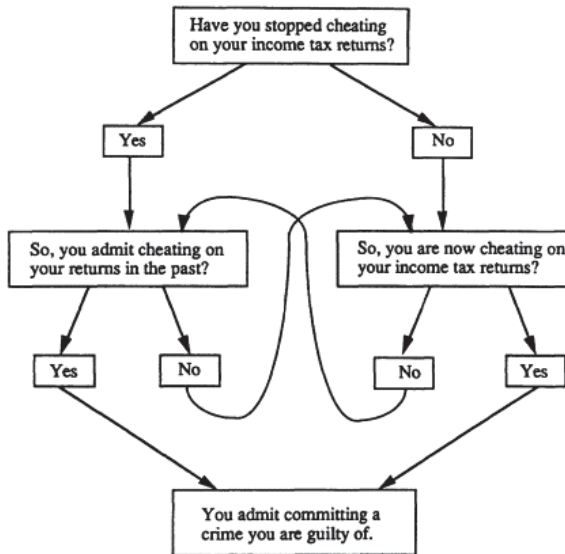 Have you stopped cheating
on your income tax returns?
Yes
No
So, you admit cheating on
your returns in the past?
So, you are now cheating on
your income tax returns?
Yes
No
No
Yes
You admit committing a
crime you are guilty of.